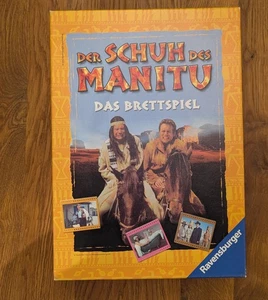 DER SCHUH DES
MANITU
DAS BRETTSPIEL
Ravensburger